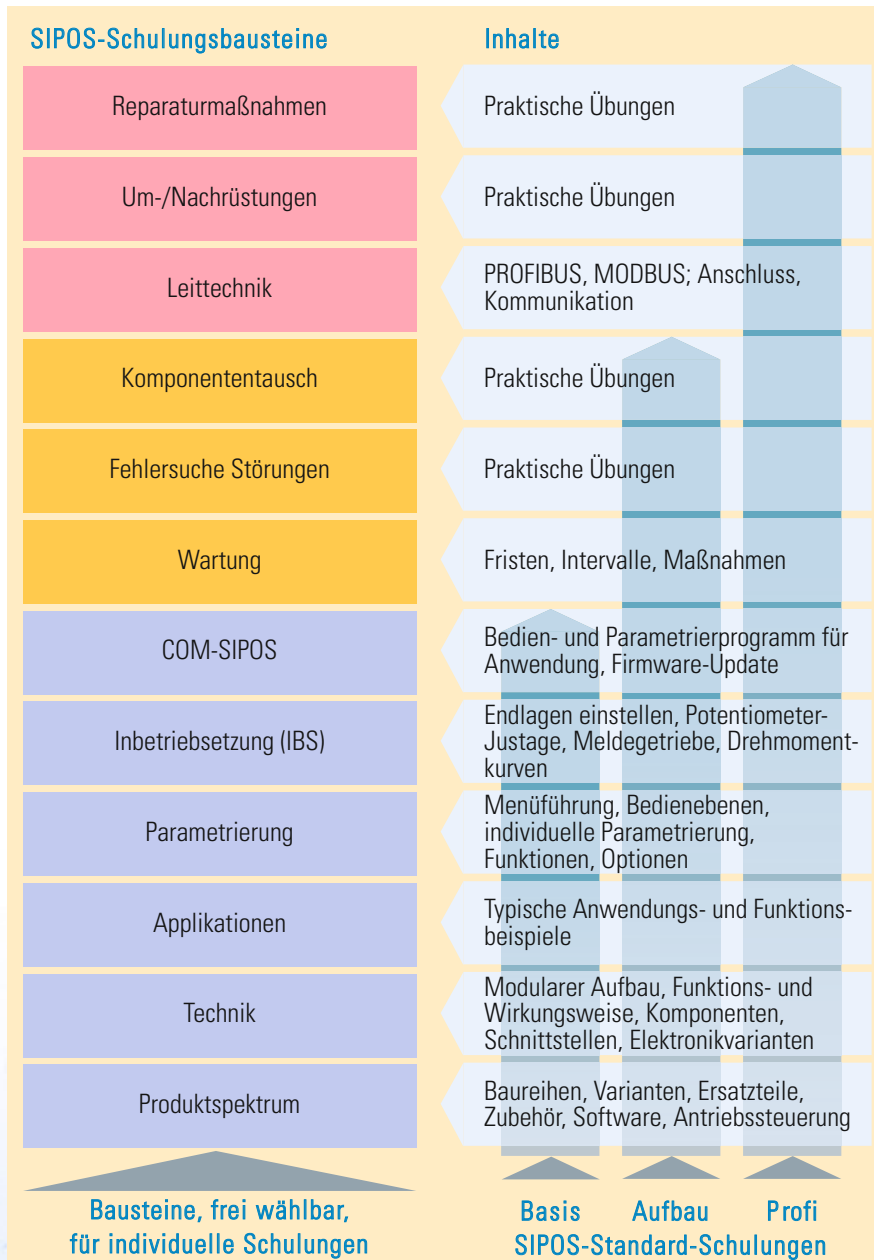 SIPOS-Schulungsbausteine
Inhalte
Reparaturmaßnahmen
Praktische Übungen
Um-/Nachrüstungen
Praktische Übungen
Leittechnik
PROFIBUS, MODBUS; Anschluss,
Kommunikation
Komponententausch
Praktische Übungen
Fehlersuche Störungen
Praktische Übungen
Wartung
Fristen, Intervalle, Maßnahmen
COM-SIPOS
Bedien- und Parametrierprogramm für
Anwendung, Firmware-Update
Inbetriebsetzung (IBS)
Endlagen einstellen, Potentiometer-
Justage, Meldegetriebe, Drehmoment-
kurven
Parametrierung
Menüführung, Bedienebenen,
individuelle Parametrierung,
Funktionen, Optionen
Applikationen
Typische Anwendungs- und Funktions-
beispiele
Technik
Modularer Aufbau, Funktions- und
Wirkungsweise, Komponenten,
Schnittstellen, Elektronikvarianten
Produktspektrum
Baureihen, Varianten, Ersatzteile,
Zubehör, Software, Antriebssteuerung
Bausteine, frei wählbar,
für individuelle Schulungen
Basis Aufbau Profi
SIPOS-Standard-Schulungen